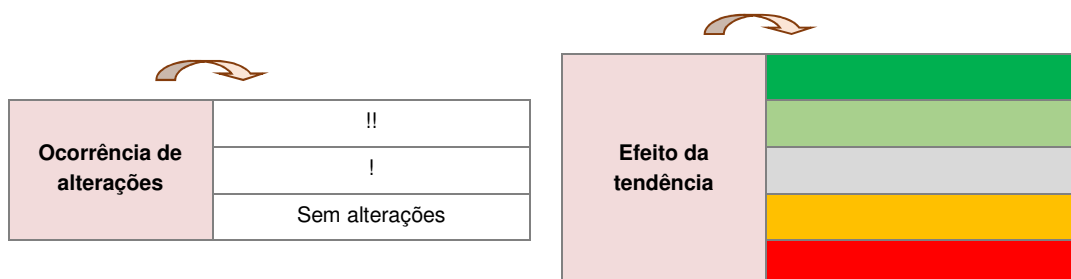 Ocorrência de
alterações
!!
!
Sem alterações
Efeito da
tendência